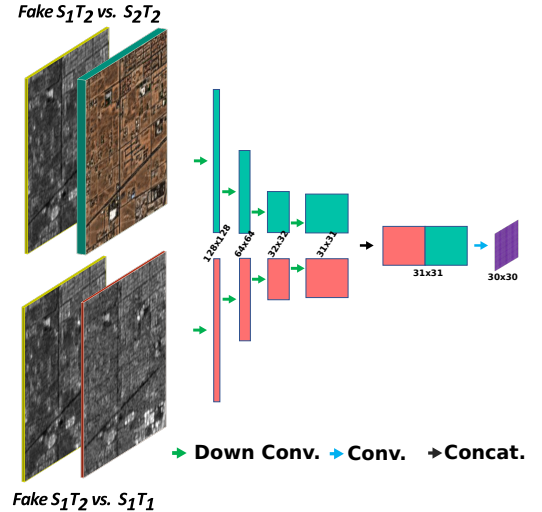 Fake S1T2 vs. S2T2
128x128
64x64
32x32
31x31
31x31
30x30
Down Conv.
Conv.
Concat.
Fake S1T2 vs. S1T1